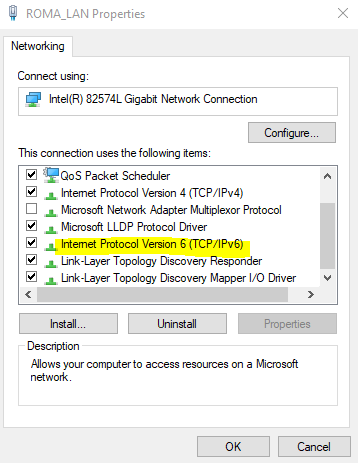 ROMA_LAN Properties
Networking
Connect using:
Intel(R) 82574L Gigabit Network Connection
Configure...
This connection uses the following items:
QoS Packet Scheduler
Internet Protocol Version 4 (TCP/IPv4)
Microsoft Network Adapter Multiplexor Protocol
Microsoft LLDP Protocol Driver
Internet Protocol Version 6 (TCP/IPv6)
Link-Layer Topology Discovery Responder
Link-Layer Topology Discovery Mapper I/O Driver
Install... Uninstall Properties
Description
Allows your computer to access resources on a Microsoft
network.
OK Cancel